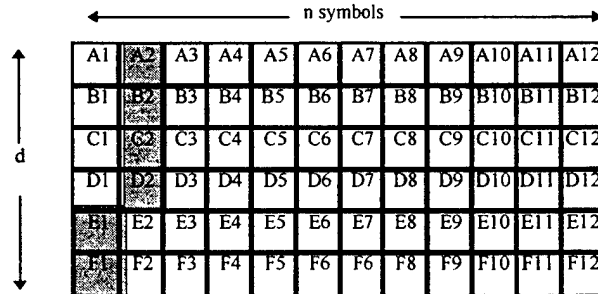 n symbols
A1 A2 A3 A4 A5 A6 A7 A8 A9 A10 A11 A12
B1 B2 B3 B4 B5 B6 B7 B8 B9 B10 B11 B12
C1 C2 C3 C4 C5 C6 C7 C8 C9 C10 C11 C12
d
D1 D2 D3 D4 D5 D6 D7 D8 D9 D10 D11 D12
E2 E3 E4 E5 E6 E7 E8 E9 E10 E11 E12
F2 F3 F4 F5 F6 F6 F8 F9 F10 F11 F12